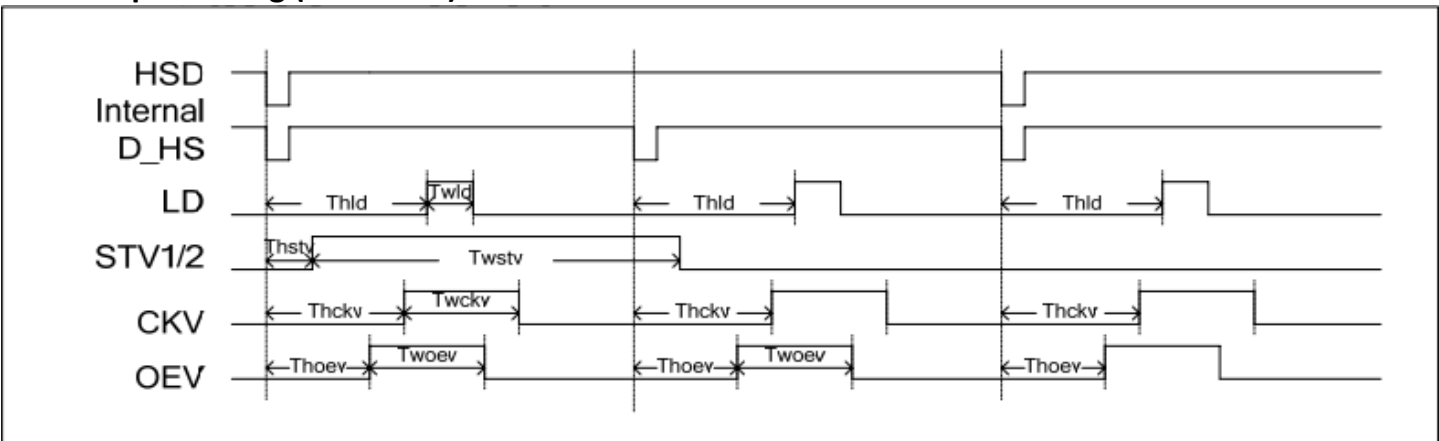 HSD
Internal
D_HS
LD Thld Twld Thld Thld
STV1/2 Thstv Twstv
CKV Thckv Twckv Thckv Thckv
OEV Thoev Twoev Thoev Twoev Thoev